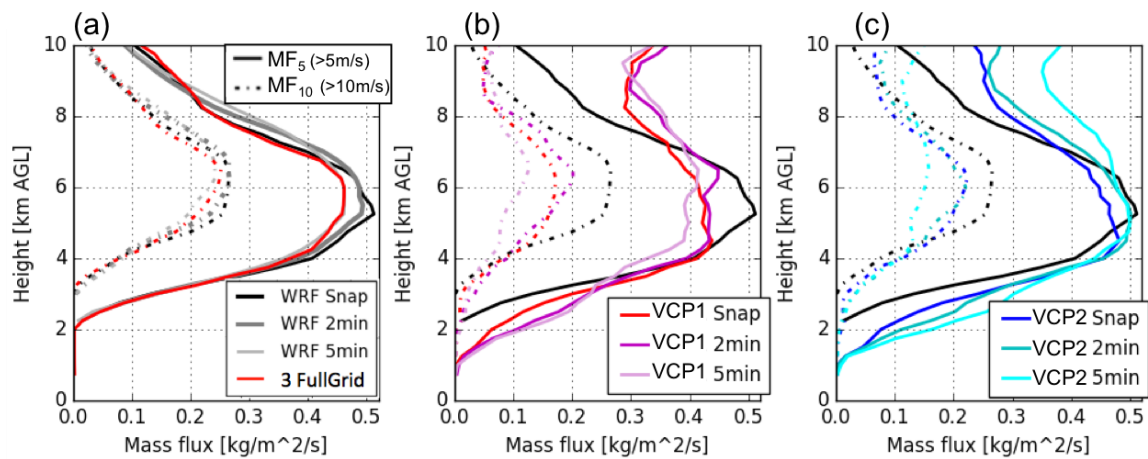 (a)
(b)
(c)
MF5 (>5m/s)
MF10 (>10m/s)
WRF Snap
WRF 2min
WRF 5min
3 FullGrid
VCP1 Snap
VCP1 2min
VCP1 5min
VCP2 Snap
VCP2 2min
VCP2 5min
Height [km AGL]
Height [km AGL]
Height [km AGL]
10
8
6
4
2
0
10
8
6
4
2
0
10
8
6
4
2
0
0.0 0.1 0.2 0.3 0.4 0.5
0.0 0.1 0.2 0.3 0.4 0.5
0.0 0.1 0.2 0.3 0.4 0.5
Mass flux [kg/m^2/s]
Mass flux [kg/m^2/s]
Mass flux [kg/m^2/s]